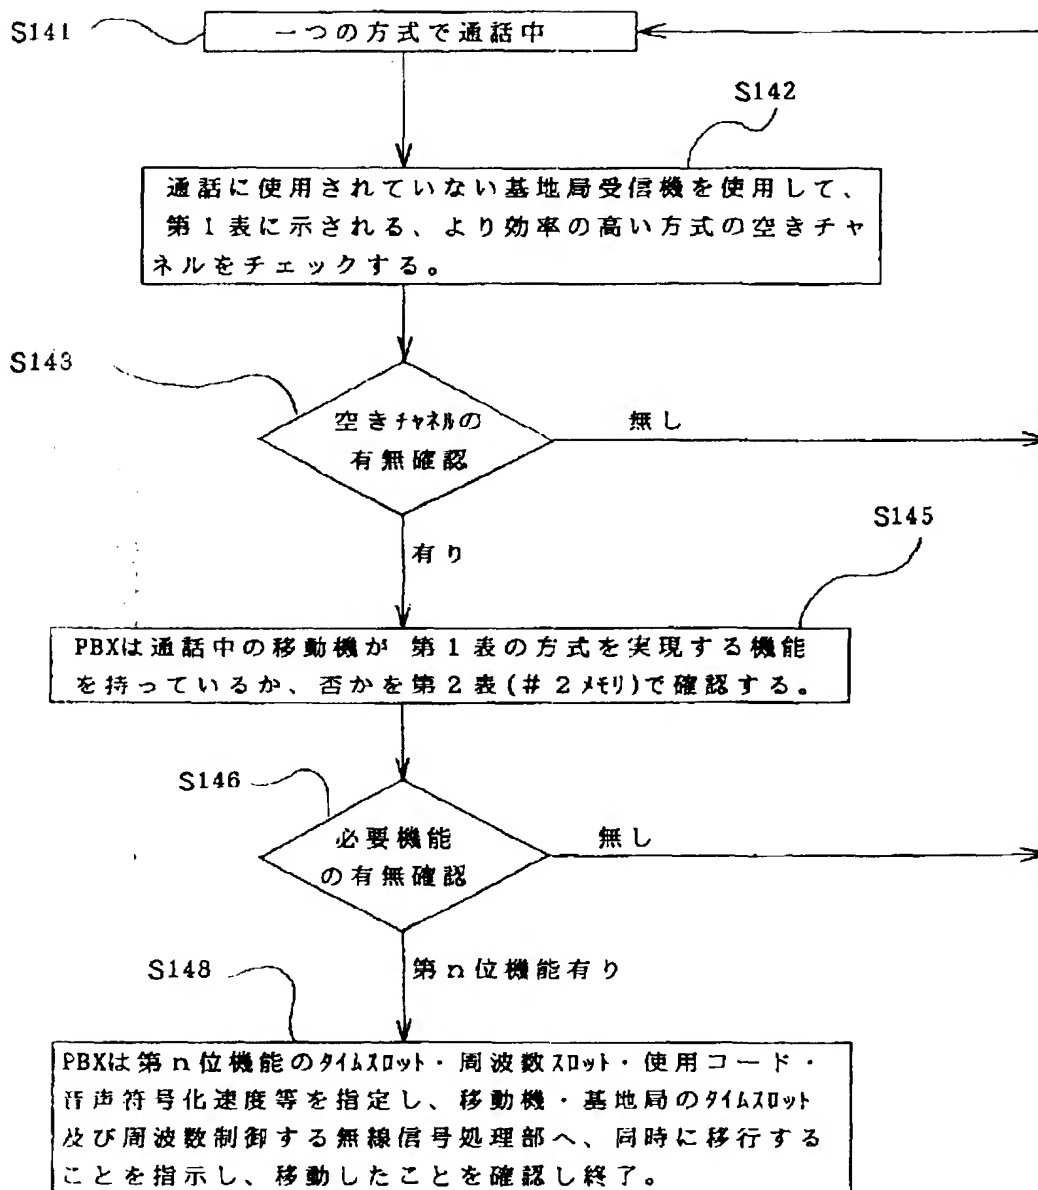 S141
一つの方式で通話中
S142
通話に使用されていない基地局受信機を使用して、
第1表に示される、より効率の高い方式の空きチャ
ネルをチェックする。
S143
空きチャネルの
有無確認
無し
有り
S145
PBXは通話中の移動機が 第1表の方式を実現する機能
を持っているか、否かを第2表(#2メモリ)で確認する。
S146
必要機能
の有無確認
無し
第n位機能有り
S148
PBXは第n位機能のタイムスロット・周波数スロット・使用コード・
音声符号化速度等を指定し、移動機・基地局のタイムスロット
及び周波数制御する無線信号処理部へ、同時に移行する
ことを指示し、移動したことを確認し終了。